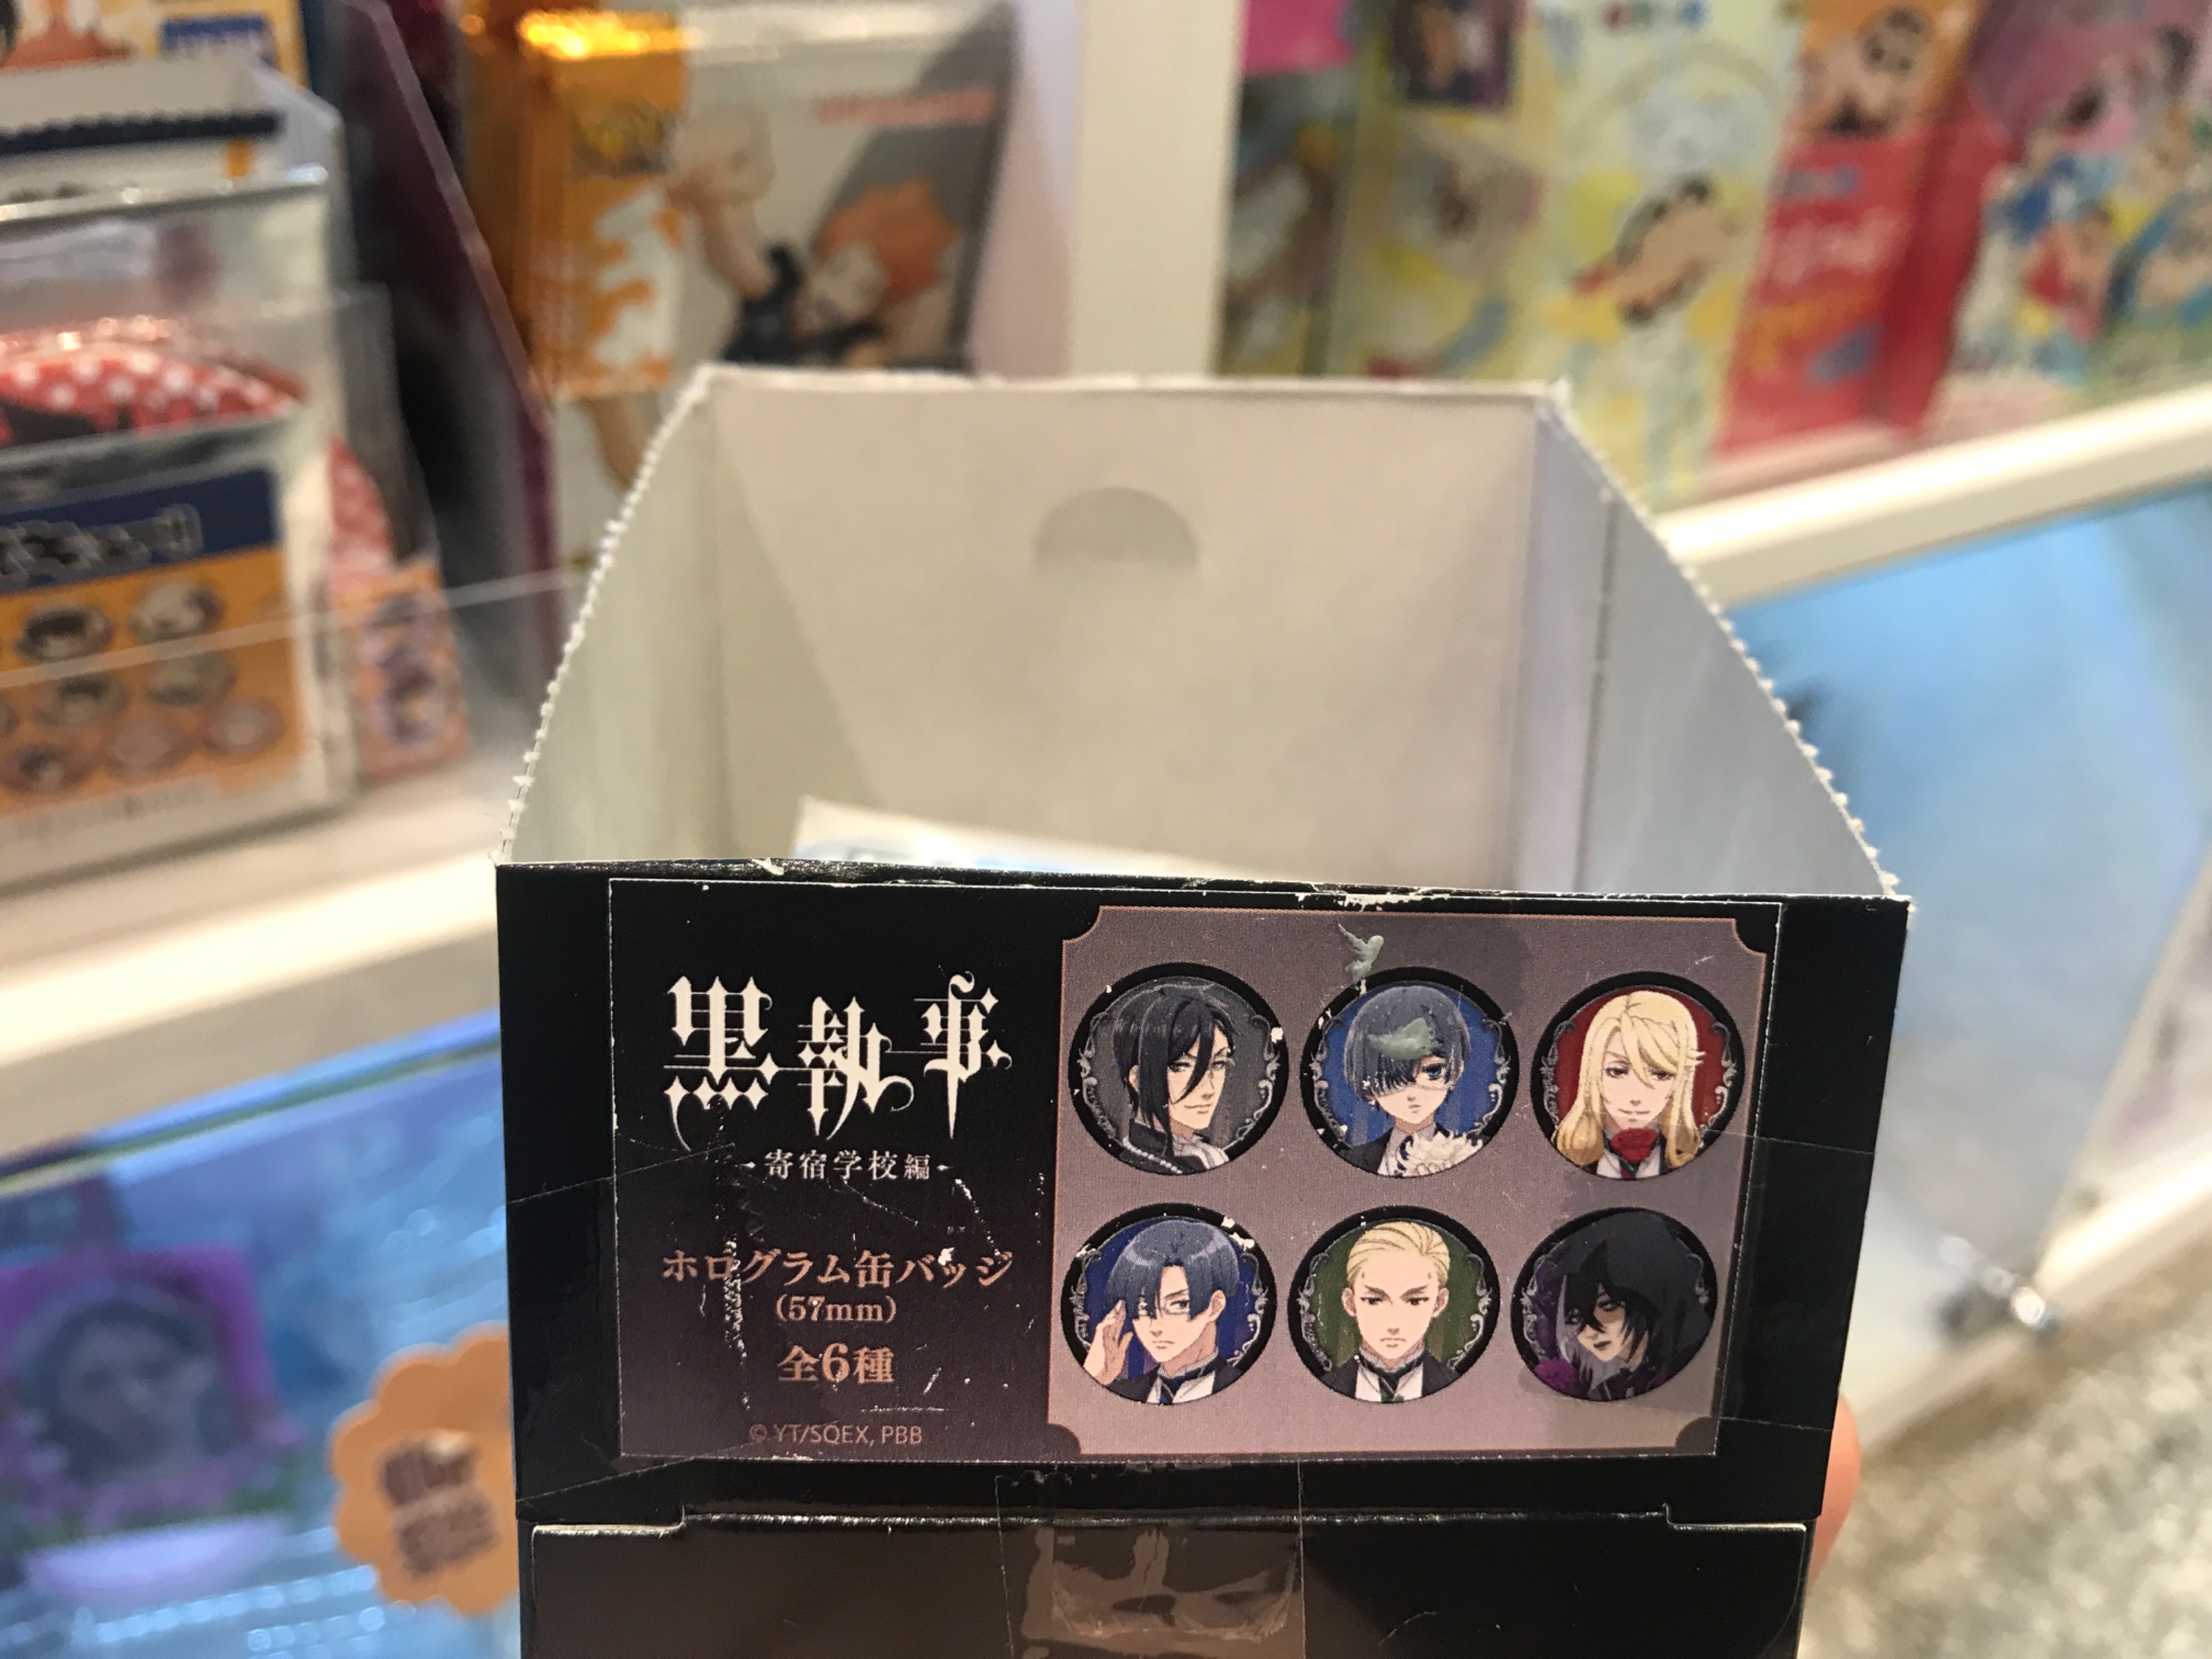 黒執事
-寄宿学校編-
ホログラム缶バッジ
(57mm)
全6種
© YT/SQEX, PBB